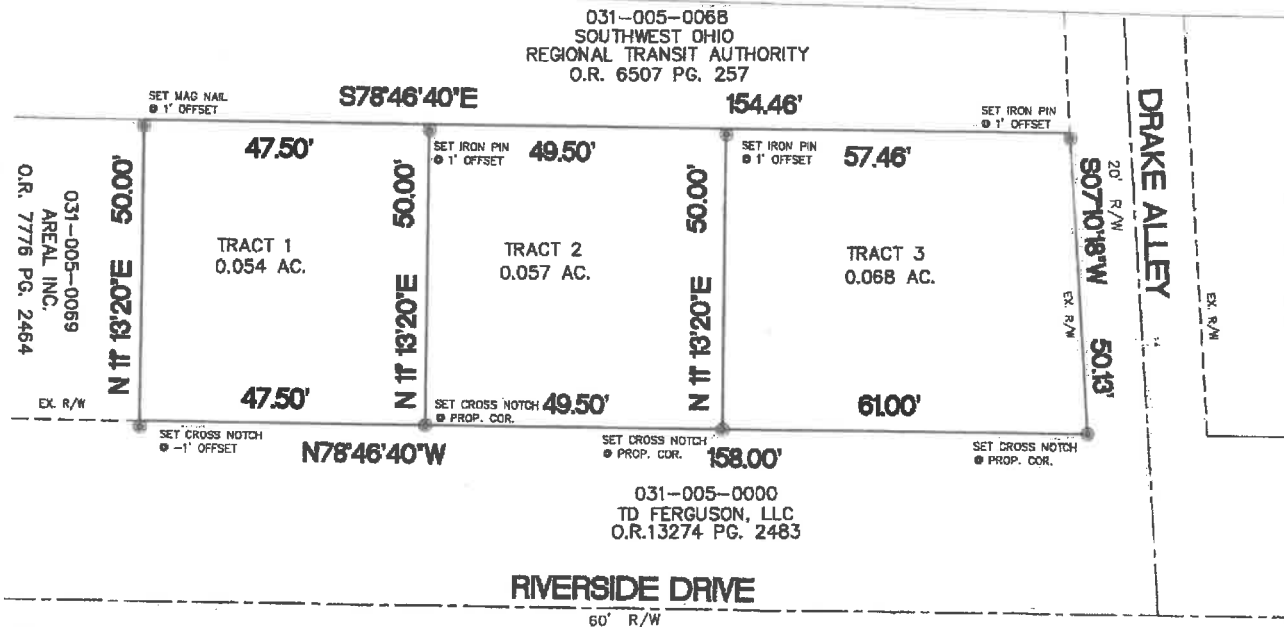 031-005-0068
SOUTHWEST OHIO
REGIONAL TRANSIT AUTHORITY
O.R. 6507 PG. 257
SET MAG NAIL
@ 1' OFFSET
S78°46'40"E
154.46'
SET IRON PIN
@ 1' OFFSET
47.50'
SET IRON PIN
@ 1' OFFSET
49.50'
SET IRON PIN
@ 1' OFFSET
57.46'
031-005-0069
AREAL INC.
O.R. 7776 PG. 2464
N 11° 13'20"E 50.00'
TRACT 1
0.054 AC.
N 11° 13'20"E 50.00'
TRACT 2
0.057 AC.
N 11° 13'20"E 50.00'
TRACT 3
0.068 AC.
S07°10'18"W 50.13'
EX. R/W
20' R/W
DRAKE ALLEY
EX. R/W
EX. R/W
47.50'
SET CROSS NOTCH
@ PROP. COR.
49.50'
61.00'
SET CROSS NOTCH
@ -1' OFFSET
N78°46'40"W
SET CROSS NOTCH
@ PROP. COR.
158.00'
SET CROSS NOTCH
@ PROP. COR.
031-005-0000
TD FERGUSON, LLC
O.R.13274 PG. 2483
RIVERSIDE DRIVE
60' R/W